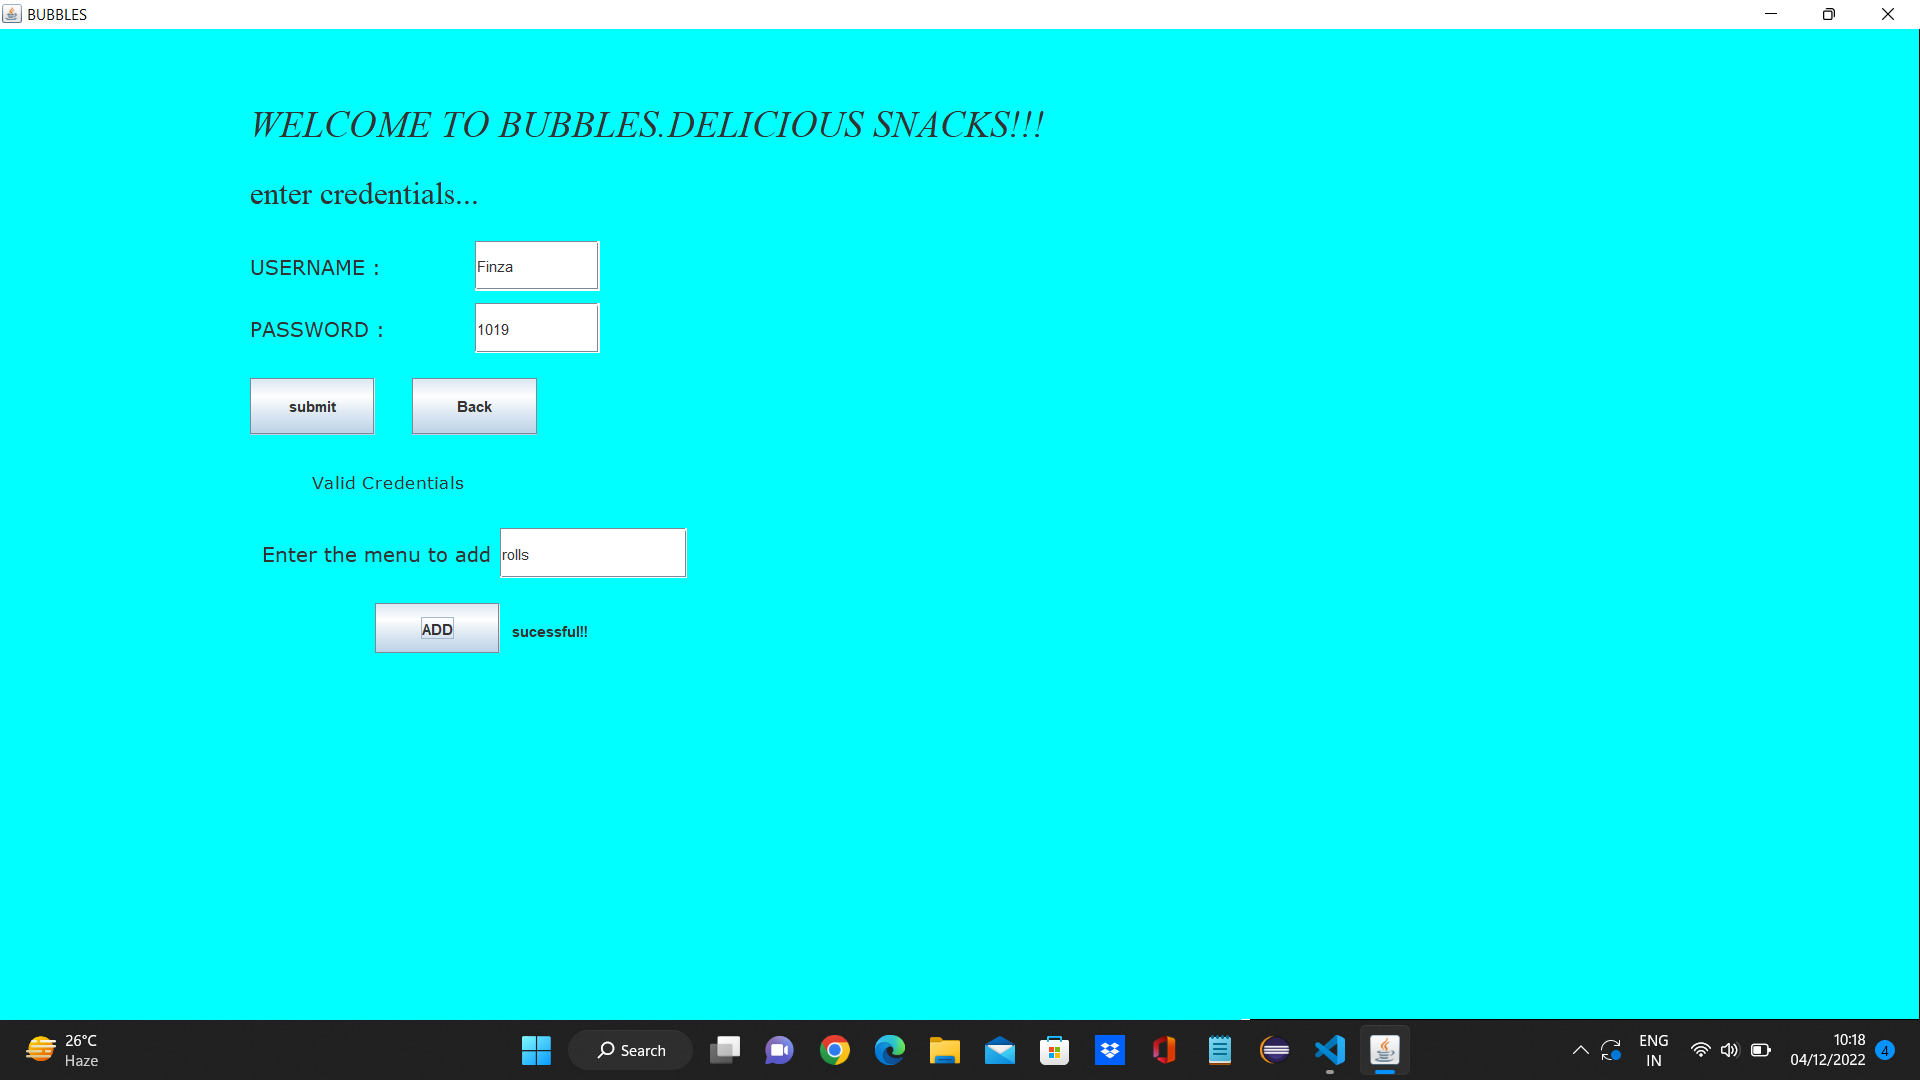 BUBBLES
WELCOME TO BUBBLES.DELICIOUS SNACKS!!!
enter credentials...
USERNAME : Finza
PASSWORD : 1019
submit Back
Valid Credentials
Enter the menu to add rolls
ADD sucessful!!
26°C
Haze
Search
ENG
IN
10:18
04/12/2022
4